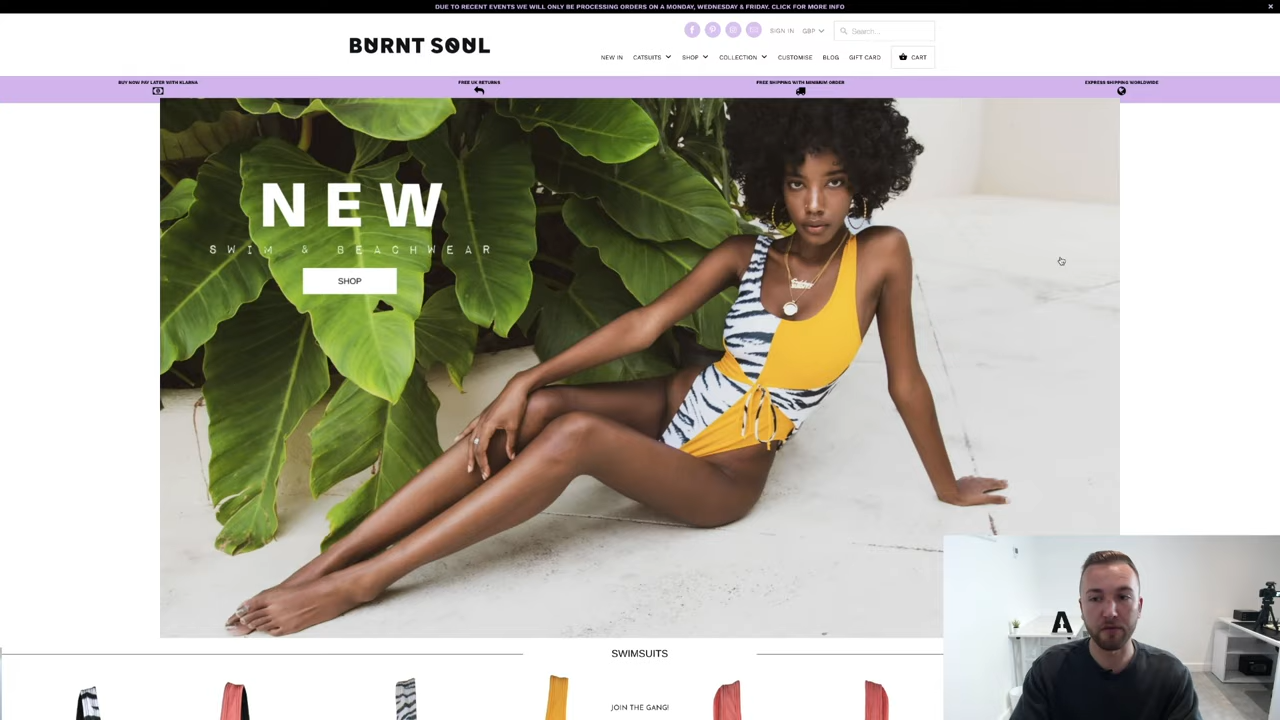 DUE TO RECENT EVENTS WE WILL ONLY BE PROCESSING ORDERS ON A MONDAY, WEDNESDAY & FRIDAY. CLICK FOR MORE INFO
BURNT SOUL
SIGN IN
GBP
Search...
NEW IN
CATSUITS
SHOP
COLLECTION
CUSTOMISE
BLOG
GIFT CARD
CART
BUY NOW PAY LATER WITH KLARNA
FREE UK RETURNS
FREE SHIPPING WITH MINIMUM ORDER
EXPRESS SHIPPING WORLDWIDE
NEW
SWIM & BEACHWEAR
SHOP
A
SWIMSUITS
JOIN THE GANG!